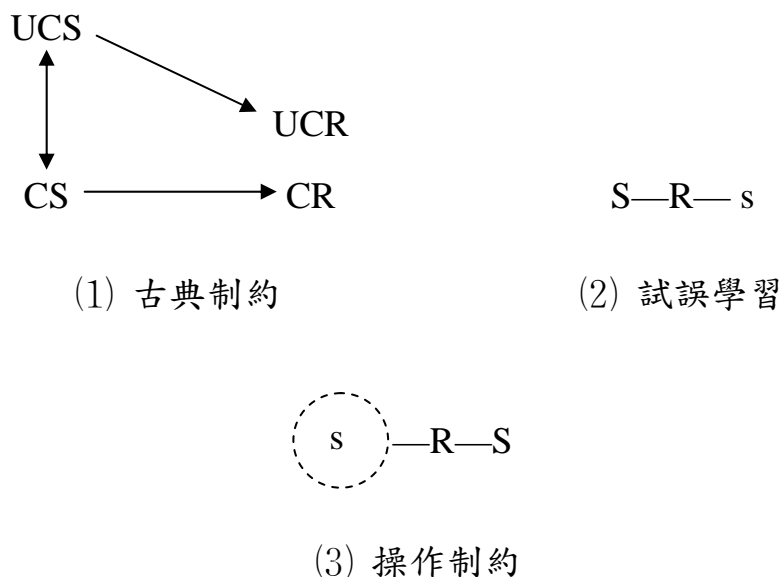 UCS
UCR
CS CR
S—R— s
(1) 古典制約
(2) 試誤學習
s —R—S
(3) 操作制約